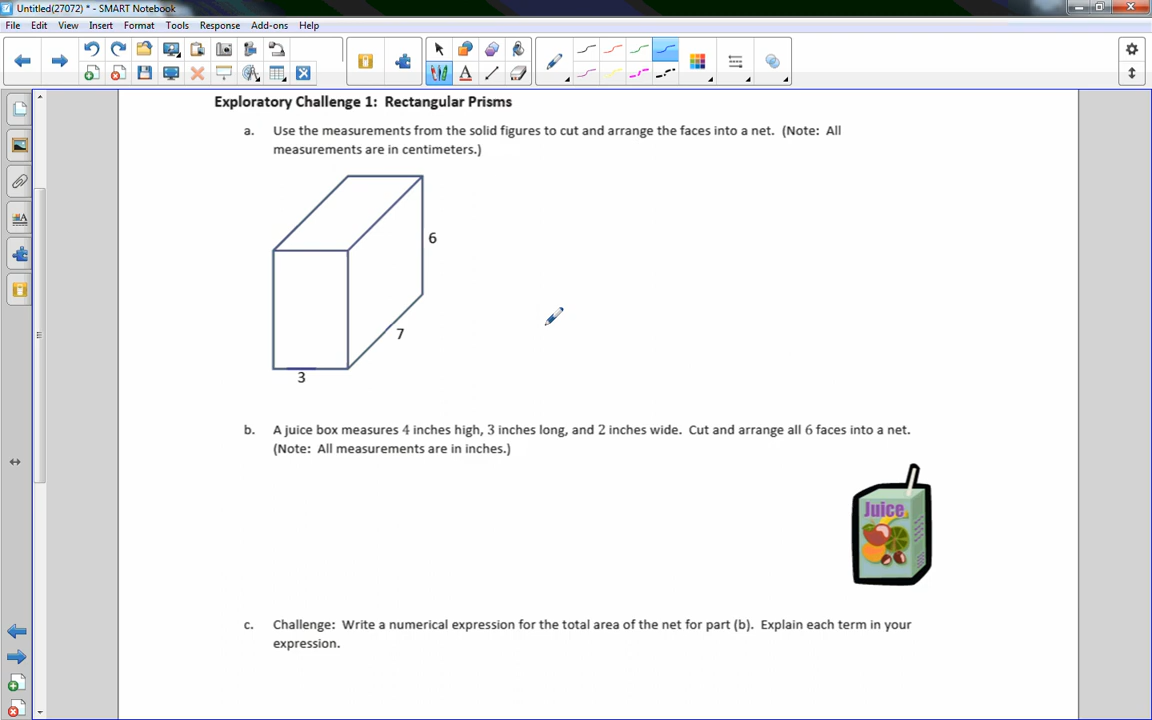 Untitled(27072) * - SMART Notebook
File Edit View Insert Format Tools Response Add-ons Help
Exploratory Challenge 1: Rectangular Prisms
a. Use the measurements from the solid figures to cut and arrange the faces into a net. (Note: All
measurements are in centimeters.)
6
7
3
b. A juice box measures 4 inches high, 3 inches long, and 2 inches wide. Cut and arrange all 6 faces into a net.
(Note: All measurements are in inches.)
Juice
c. Challenge: Write a numerical expression for the total area of the net for part (b). Explain each term in your
expression.